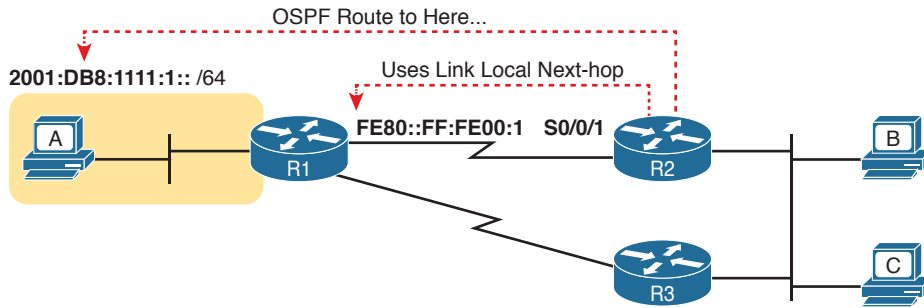 OSPF Route to Here...
Uses Link Local Next-hop
2001:DB8:1111:1:: /64
FE80::FF:FE00:1 S0/0/1
A
R1
R2
B
R3
C